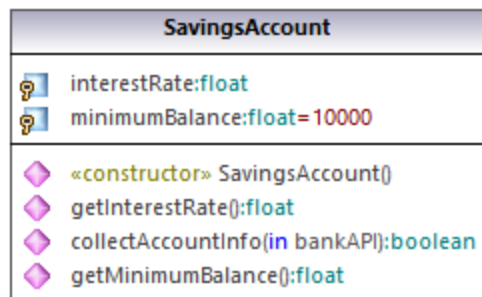 SavingsAccount
interestRate:float
minimumBalance:float=10000
«constructor» SavingsAccount()
getInterestRate():float
collectAccountInfo(in bankAPI):boolean
getMinimumBalance():float